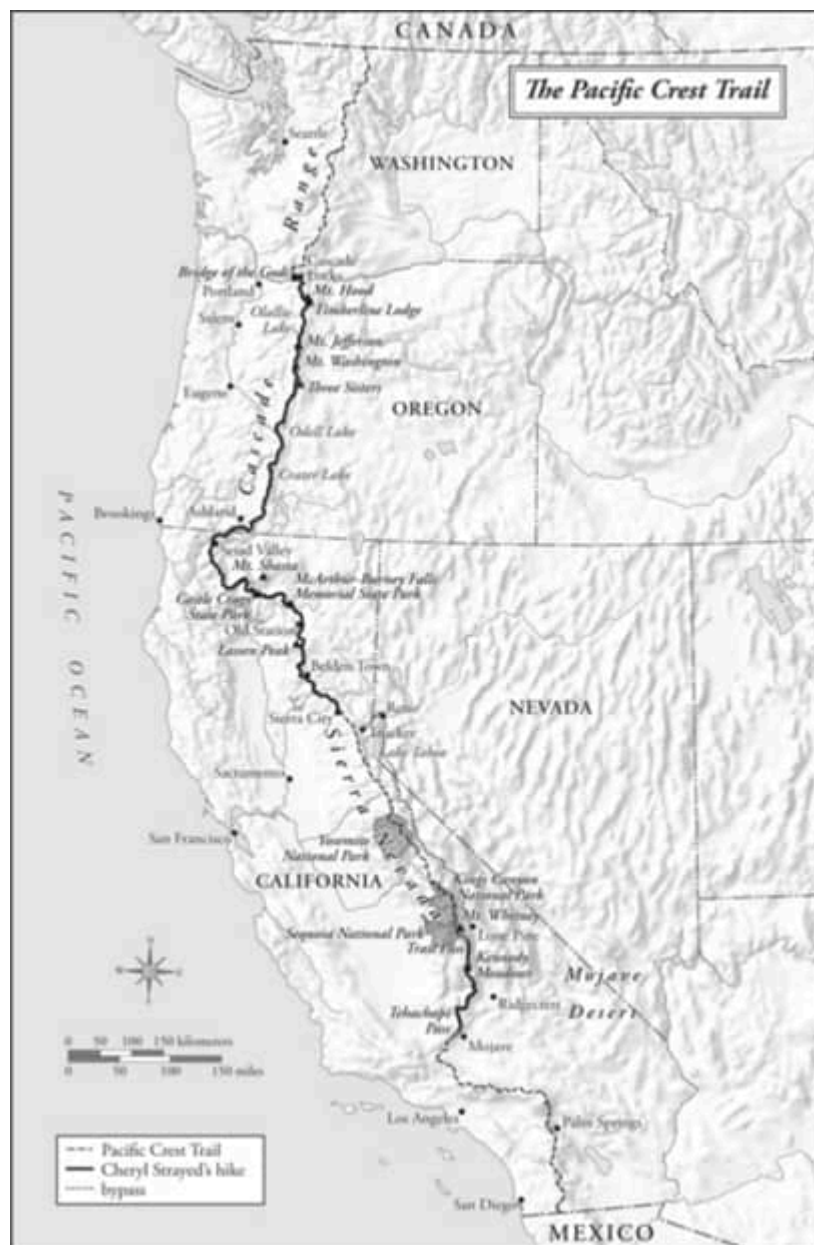 CANADA
The Pacific Crest Trail
Seattle
WASHINGTON
Range
Cascade
Locks
Bridge of the Gods
Portland
Mt. Hood
Timberline Lodge
Olallie
Lake
Salem
Mt. Jefferson
Mt. Washington
Three Sisters
Eugene
OREGON
Odell Lake
Cascade
Crater Lake
Brookings
Ashland
PACIFIC OCEAN
Seiad Valley
Mt. Shasta
McArthur-Burney Falls
Memorial State Park
Castle Crags
State Park
Old Station
Lassen Peak
Belden Town
NEVADA
Sierra City
Reno
Truckee
Lake Tahoe
Sierra Nevada
Sacramento
San Francisco
Yosemite
National Park
CALIFORNIA
Kings Canyon
National Park
Mt. Whitney
Sequoia National Park
Lone Pine
Trail Pass
Kennedy
Meadows
Mojave
Desert
Ridgecrest
Tehachapi
Pass
Mojave
0 50 100 150 kilometers
0 50 100 150 miles
Los Angeles
Palm Springs
Pacific Crest Trail
Cheryl Strayed's hike
bypass
San Diego
MEXICO